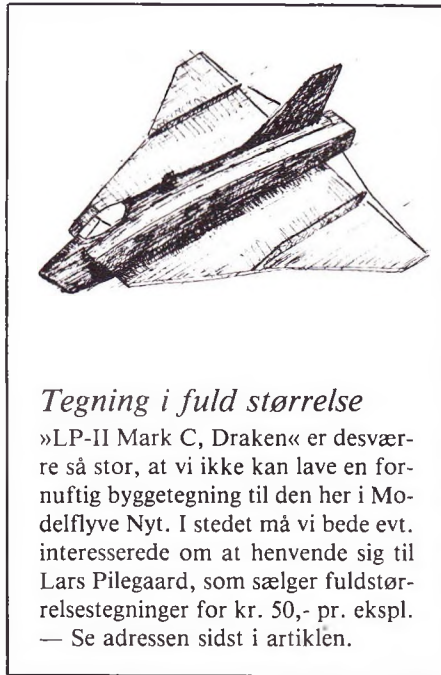 Tegning i fuld størrelse
»LP-II Mark C, Draken« er desvær-
re så stor, at vi ikke kan lave en for-
nuftig byggetegning til den her i Mo-
delflyve Nyt. I stedet må vi bede evt.
interesserede om at henvende sig til
Lars Pilegaard, som sælger fuldstør-
relsestegninger for kr. 50,- pr. ekspl.
— Se adressen sidst i artiklen.